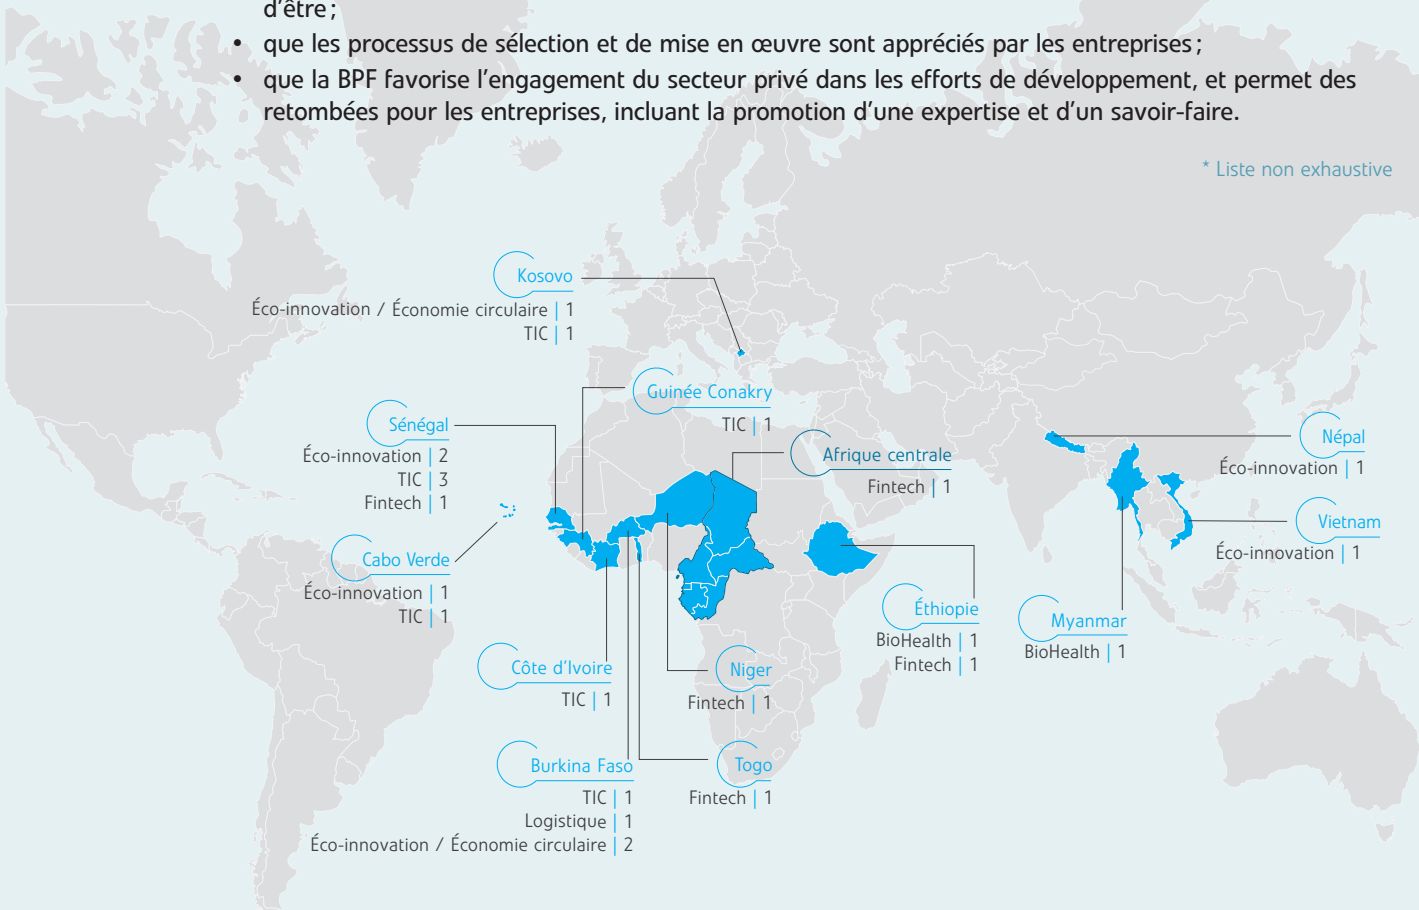 d'être ;
• que les processus de sélection et de mise en œuvre sont appréciés par les entreprises ;
• que la BPF favorise l'engagement du secteur privé dans les efforts de développement, et permet des
retombées pour les entreprises, incluant la promotion d'une expertise et d'un savoir-faire.
* Liste non exhaustive
Kosovo
Éco-innovation / Économie circulaire | 1
TIC | 1
Guinée Conakry
TIC | 1
Sénégal
Éco-innovation | 2
TIC | 3
Fintech | 1
Afrique centrale
Fintech | 1
Népal
Éco-innovation | 1
Vietnam
Éco-innovation | 1
Cabo Verde
Éco-innovation | 1
TIC | 1
Éthiopie
BioHealth | 1
Fintech | 1
Myanmar
BioHealth | 1
Côte d'Ivoire
TIC | 1
Niger
Fintech | 1
Burkina Faso
TIC | 1
Logistique | 1
Éco-innovation / Économie circulaire | 2
Togo
Fintech | 1